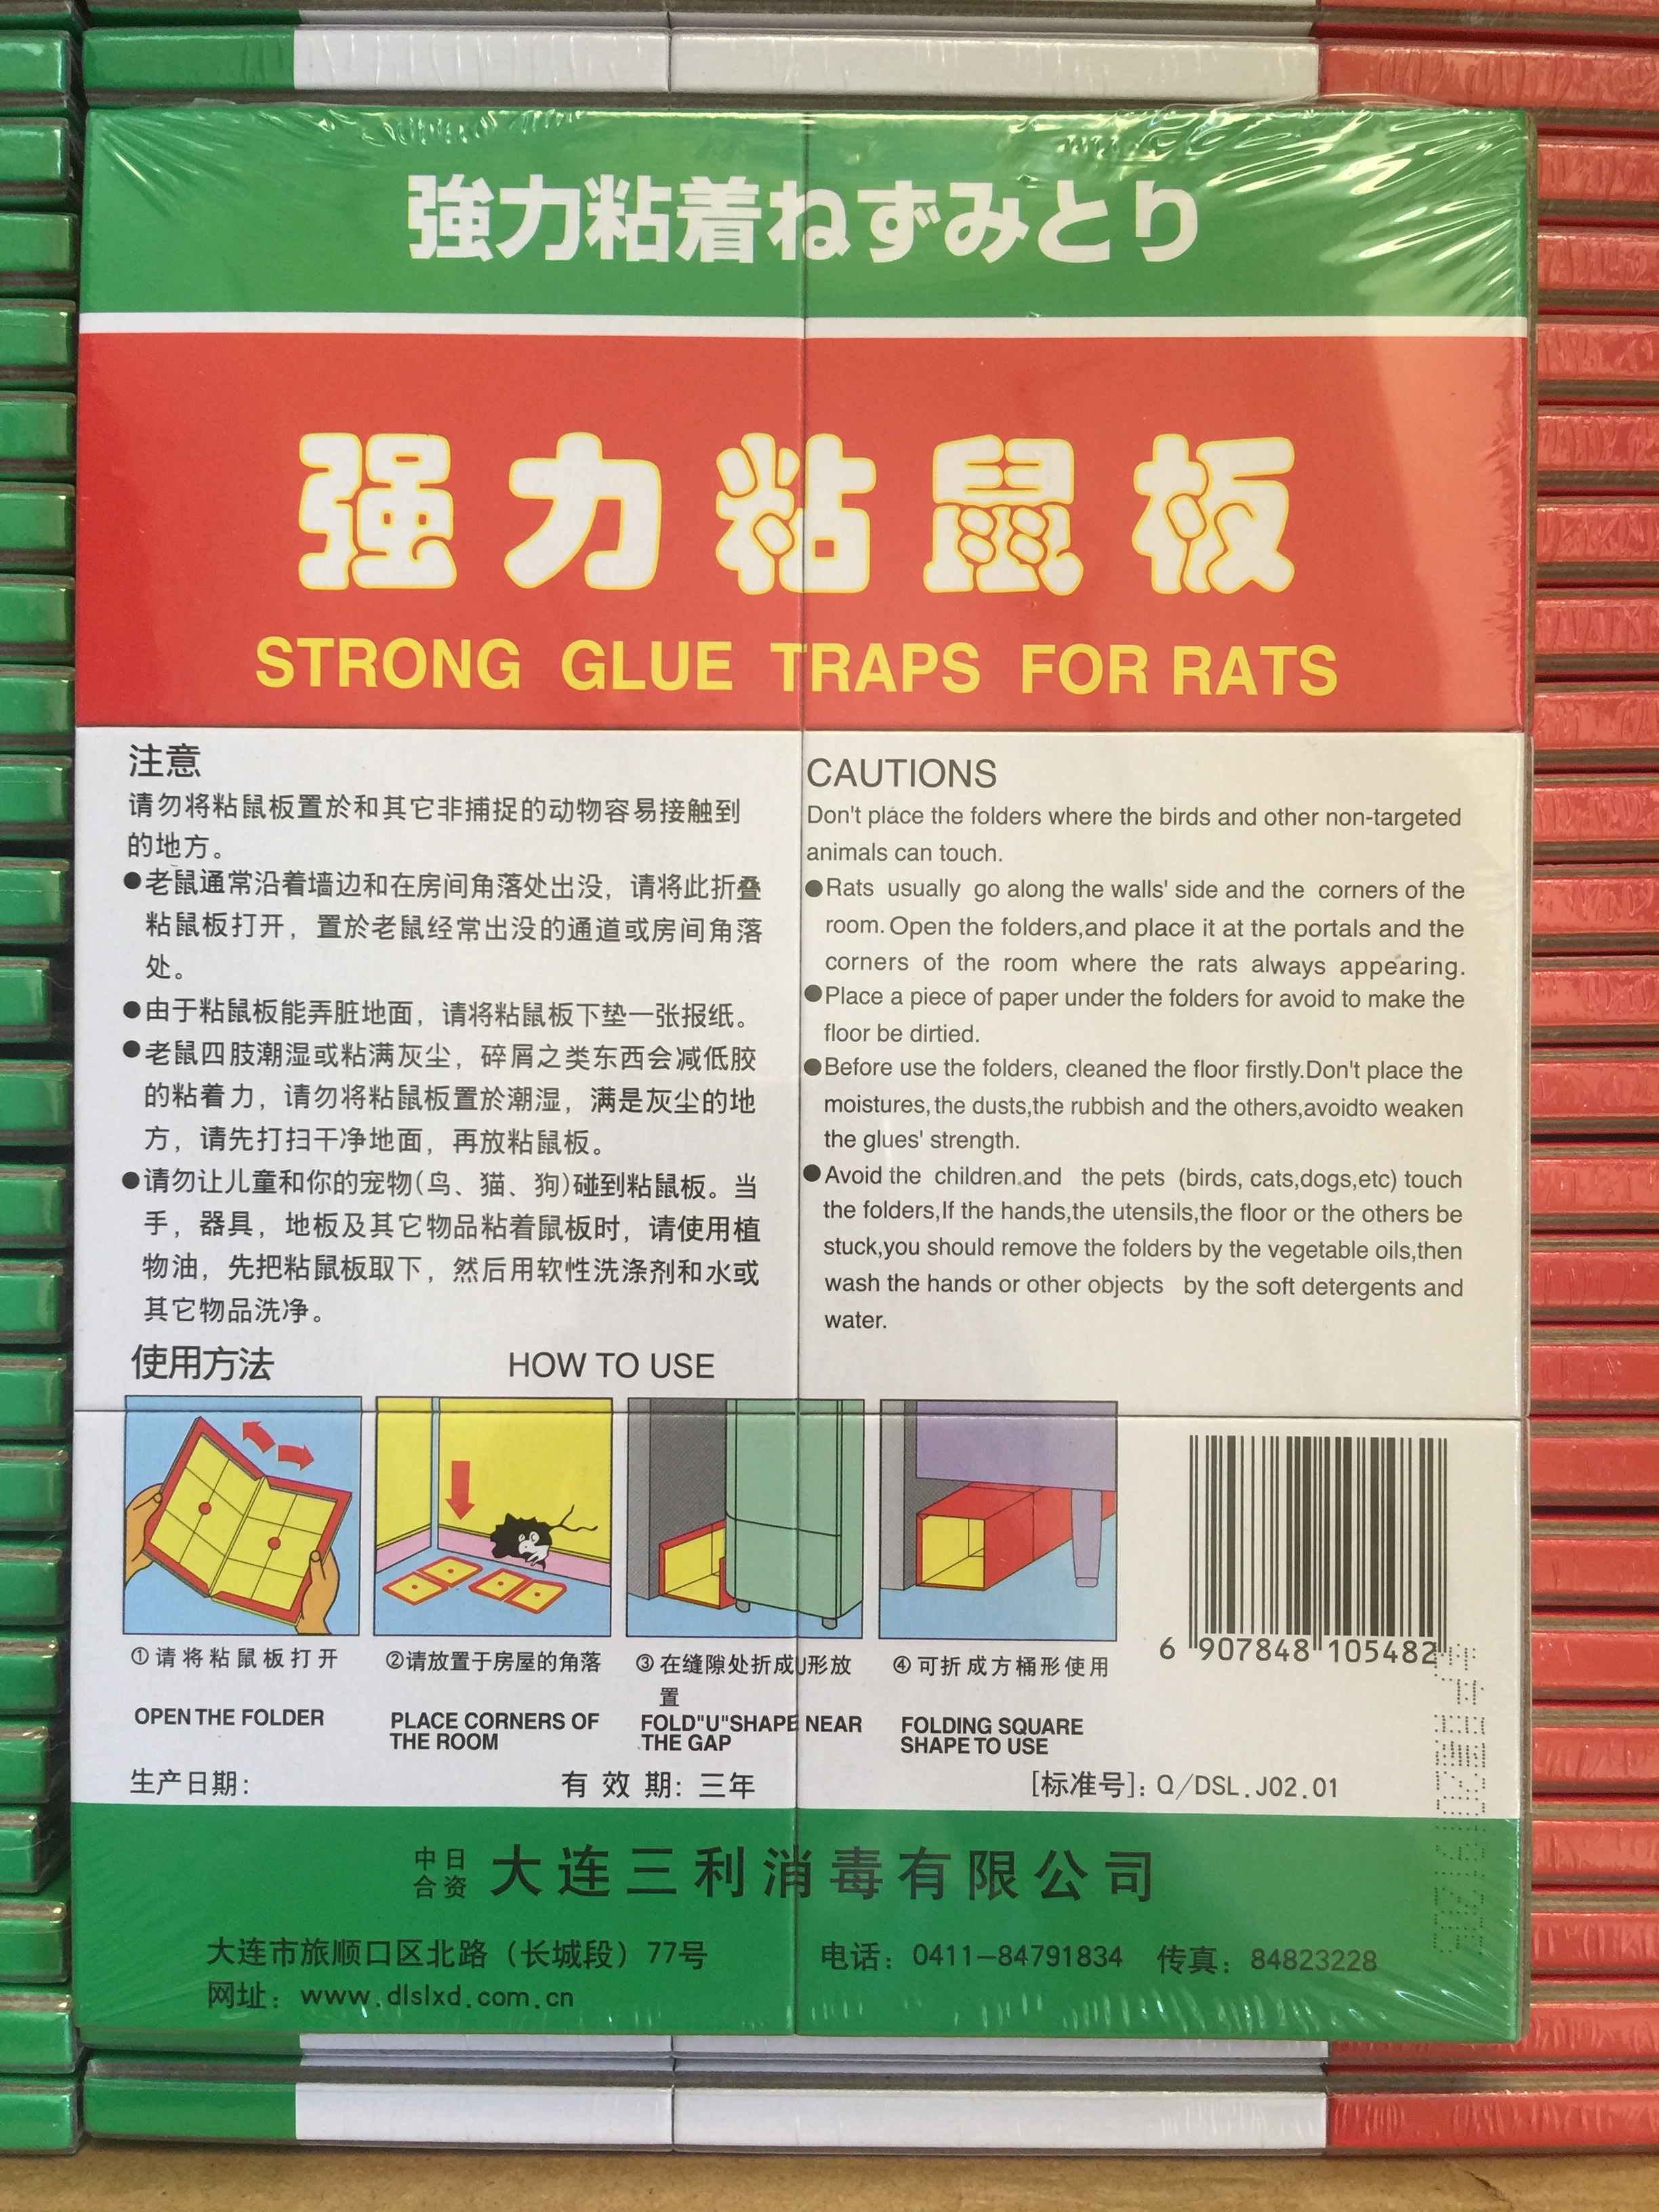 強力粘着ねずみとり
强力粘鼠板
STRONG GLUE TRAPS FOR RATS
注意
请勿将粘鼠板置於和其它非捕捉的动物容易接触到
的地方。
●老鼠通常沿着墙边和在房间角落处出没，请将此折叠
粘鼠板打开，置於老鼠经常出没的通道或房间角落
处。
●由于粘鼠板能弄脏地面，请将粘鼠板下垫一张报纸。
●老鼠四肢潮湿或粘满灰尘，碎屑之类东西会减低胶
的粘着力，请勿将粘鼠板置於潮湿，满是灰尘的地
方，请先打扫干净地面，再放粘鼠板。
●请勿让儿童和你的宠物(鸟、猫、狗)碰到粘鼠板。当
手，器具，地板及其它物品粘着鼠板时，请使用植
物油，先把粘鼠板取下，然后用软性洗涤剂和水或
其它物品洗净。
CAUTIONS
Don't place the folders where the birds and other non-targeted
animals can touch.
●Rats usually go along the walls' side and the corners of the
room. Open the folders,and place it at the portals and the
corners of the room where the rats always appearing.
●Place a piece of paper under the folders for avoid to make the
floor be dirtied.
●Before use the folders, cleaned the floor firstly.Don't place the
moistures,the dusts,the rubbish and the others,avoidto weaken
the glues' strength.
●Avoid the children.and the pets (birds, cats,dogs,etc) touch
the folders,If the hands,the utensils,the floor or the others be
stuck,you should remove the folders by the vegetable oils,then
wash the hands or other objects by the soft detergents and
water.
使用方法 HOW TO USE
①请将粘鼠板打开
OPEN THE FOLDER
②请放置于房屋的角落
PLACE CORNERS OF
THE ROOM
③在缝隙处折成U形放
置
FOLD"U"SHAPE NEAR
THE GAP
④可折成方桶形使用
FOLDING SQUARE
SHAPE TO USE
6 907848 105482
生产日期: 有效期: 三年 [标准号]: Q/DSL.J02.01
中日
合资
大连三利消毒有限公司
大连市旅顺口区北路（长城段）77号
电话：0411—84791834 传真：84823228
网址：www.dlslxd.com.cn